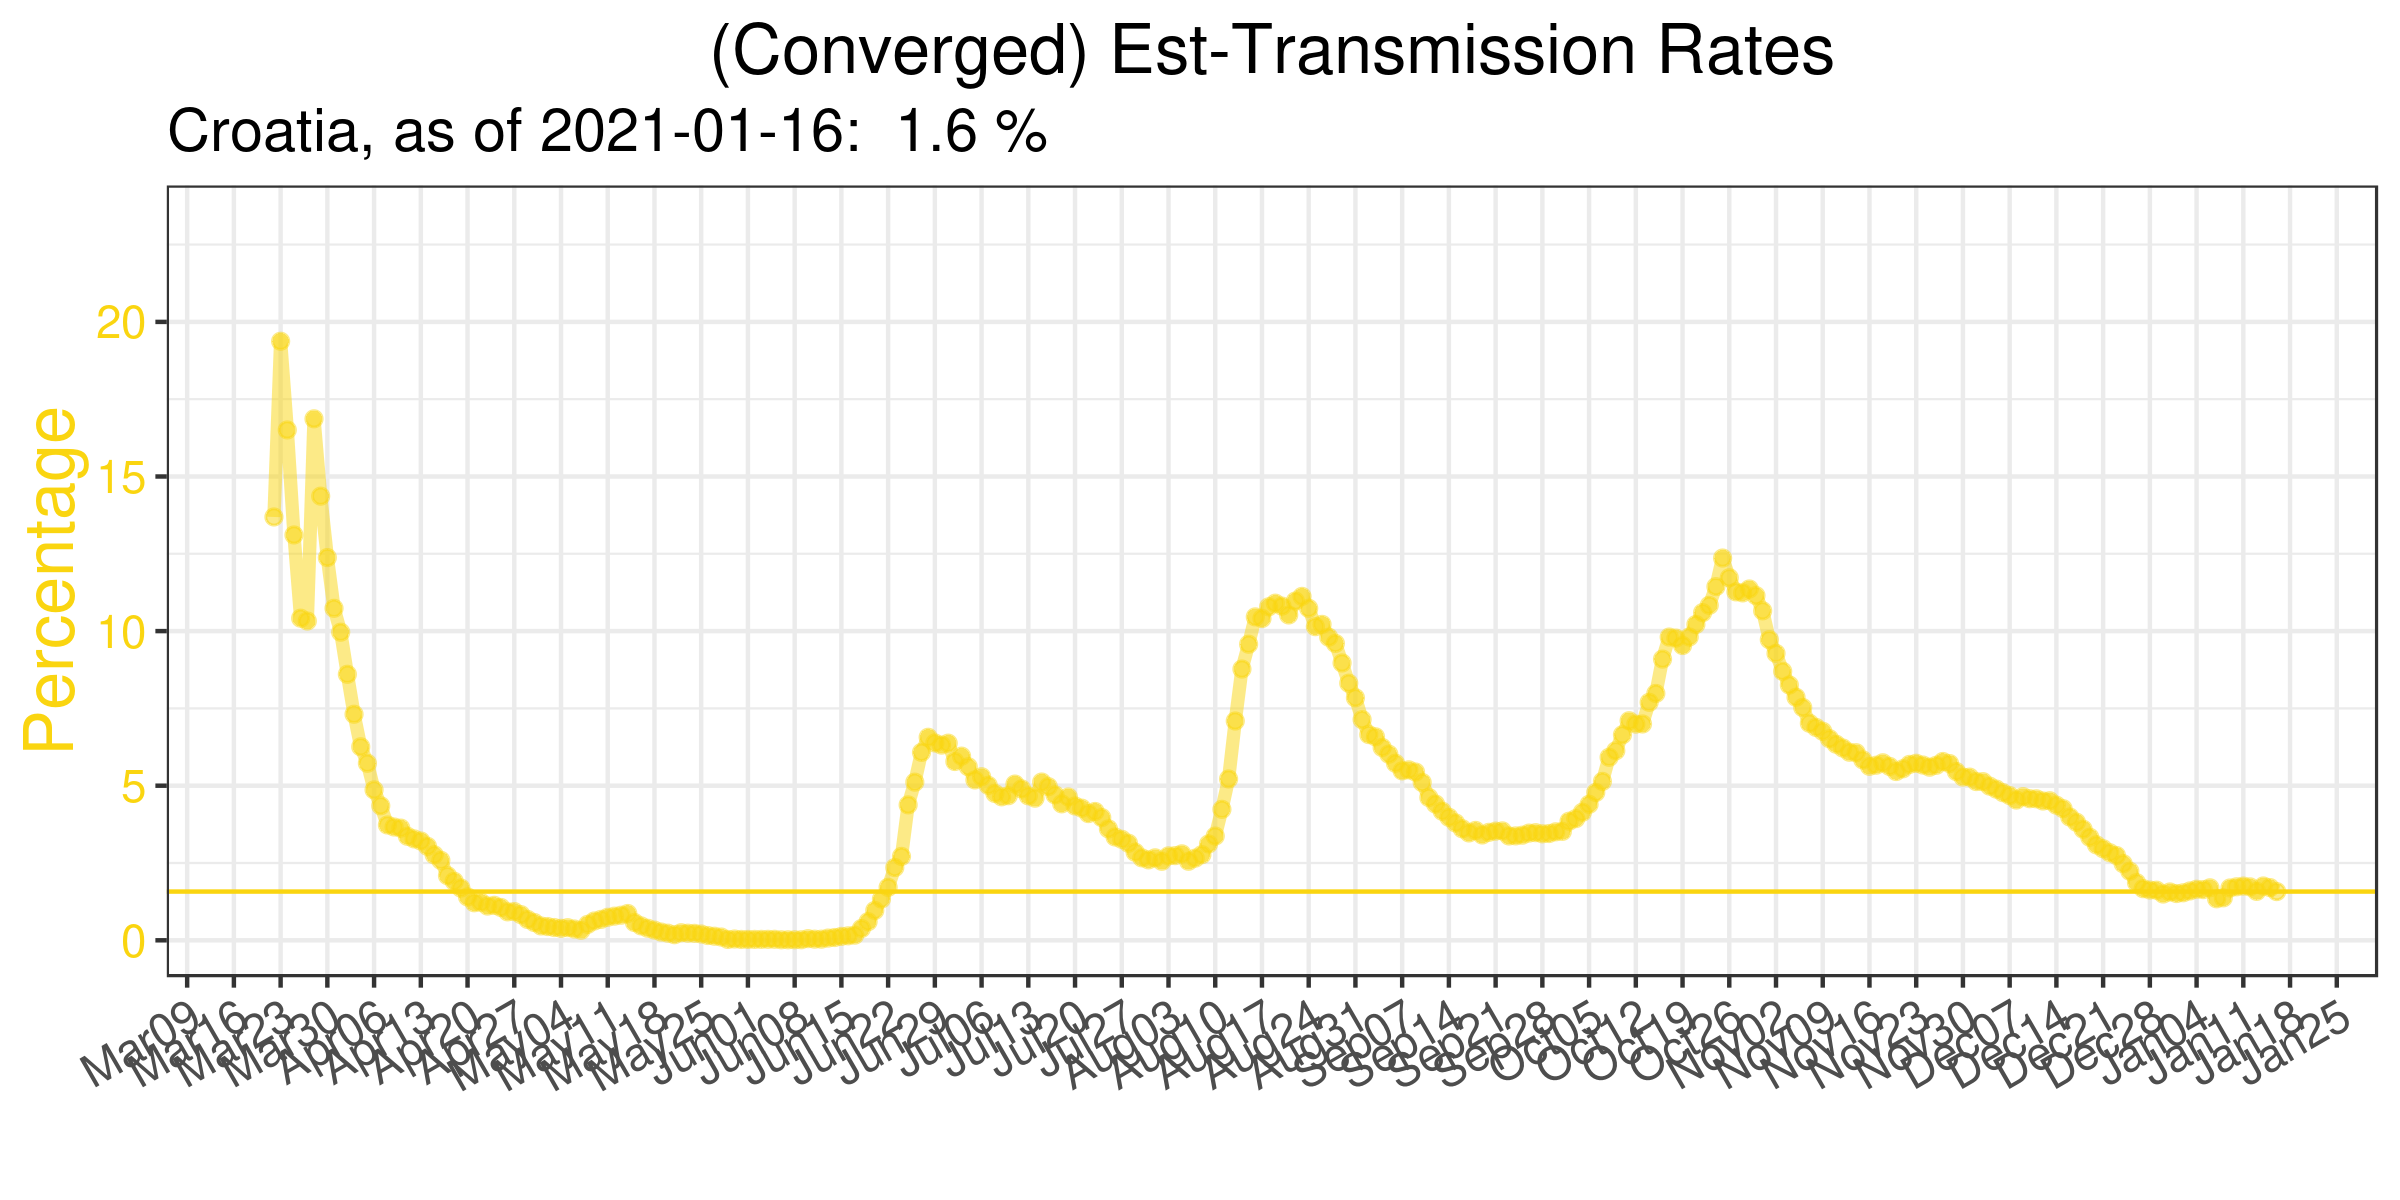 (Converged) Est-Transmission Rates
Croatia, as of 2021-01-16:  1.6 %
Percentage
20
15
10
5
0
Mar09
Mar16
Mar23
Mar30
Apr06
Apr13
Apr20
Apr27
May04
May11
May18
May25
Jun01
Jun08
Jun15
Jun22
Jun29
Jul06
Jul13
Jul20
Jul27
Aug03
Aug10
Aug17
Aug24
Aug31
Sep07
Sep14
Sep21
Sep28
Oct05
Oct12
Oct19
Oct26
Nov02
Nov09
Nov16
Nov23
Nov30
Dec07
Dec14
Dec21
Dec28
Jan04
Jan11
Jan18
Jan25